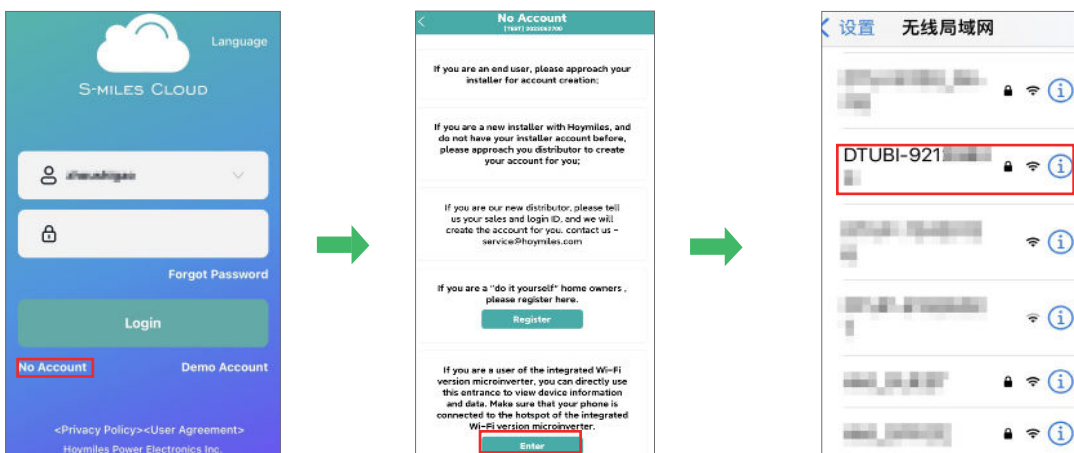 Language
S-MILES CLOUD
Forgot Password
Login
No Account
Demo Account
<Privacy Policy><User Agreement>
Hoymiles Power Electronics Inc.
No Account
If you are an end user, please approach your
installer for account creation;
If you are a new installer with Hoymiles, and
do not have your installer account before,
please approach you distributor to create
your account for you;
If you are our new distributor, please tell
us your sales and login ID, and we will
create the account for you. contact us -
service@hoymiles.com
If you are a "do it yourself" home owners ,
please register here.
Register
If you are a user of the integrated Wi-Fi
version microinverter, you can directly use
this entrance to view device information
and data. Make sure that your phone is
connected to the hotspot of the integrated
Wi-Fi version microinverter.
Enter
设置 无线局域网
DTUBI-921